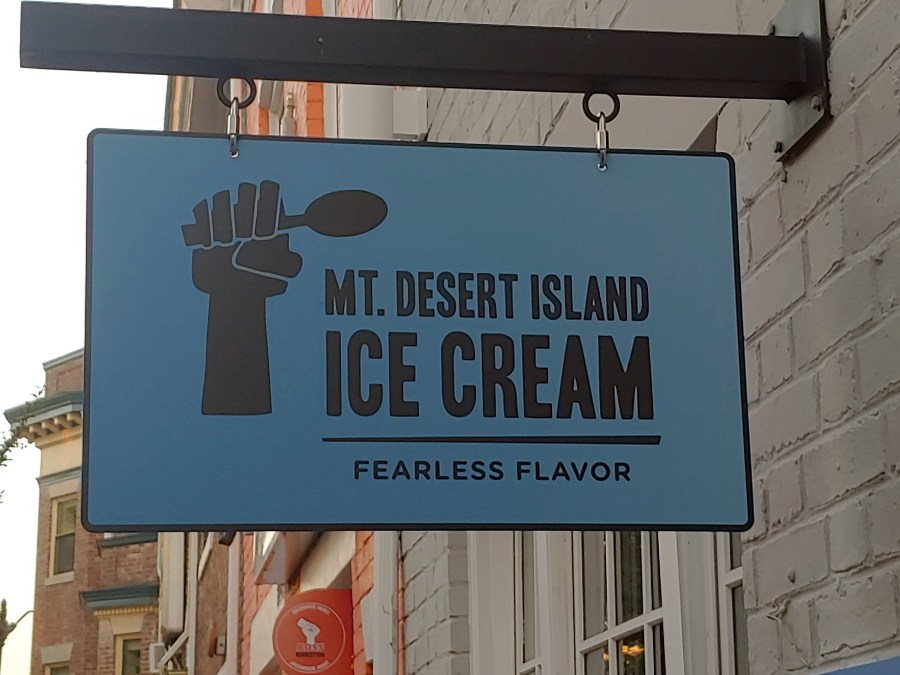 MT. DESERT ISLAND
ICE CREAM
FEARLESS FLAVOR